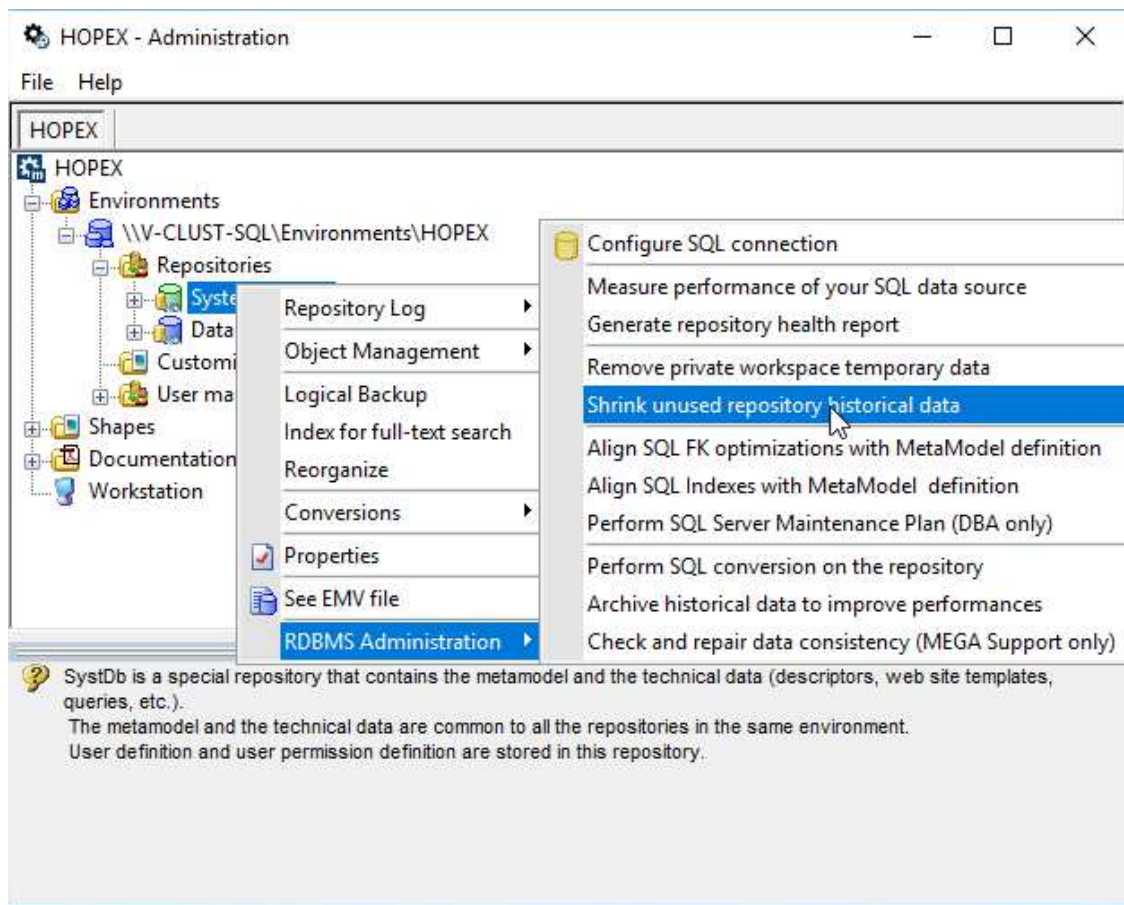 HOPEX - Administration
File Help
HOPEX
HOPEX
Environments
\\V-CLUST-SQL\Environments\HOPEX
Repositories
Syste
Data
Customi
User ma
Shapes
Documentation
Workstation
Repository Log
Object Management
Logical Backup
Index for full-text search
Reorganize
Conversions
Properties
See EMV file
RDBMS Administration
Configure SQL connection
Measure performance of your SQL data source
Generate repository health report
Remove private workspace temporary data
Shrink unused repository historical data
Align SQL FK optimizations with MetaModel definition
Align SQL Indexes with MetaModel  definition
Perform SQL Server Maintenance Plan (DBA only)
Perform SQL conversion on the repository
Archive historical data to improve performances
Check and repair data consistency (MEGA Support only)
SystDb is a special repository that contains the metamodel and the technical data (descriptors, web site templates,
queries, etc.).
The metamodel and the technical data are common to all the repositories in the same environment.
User definition and user permission definition are stored in this repository.